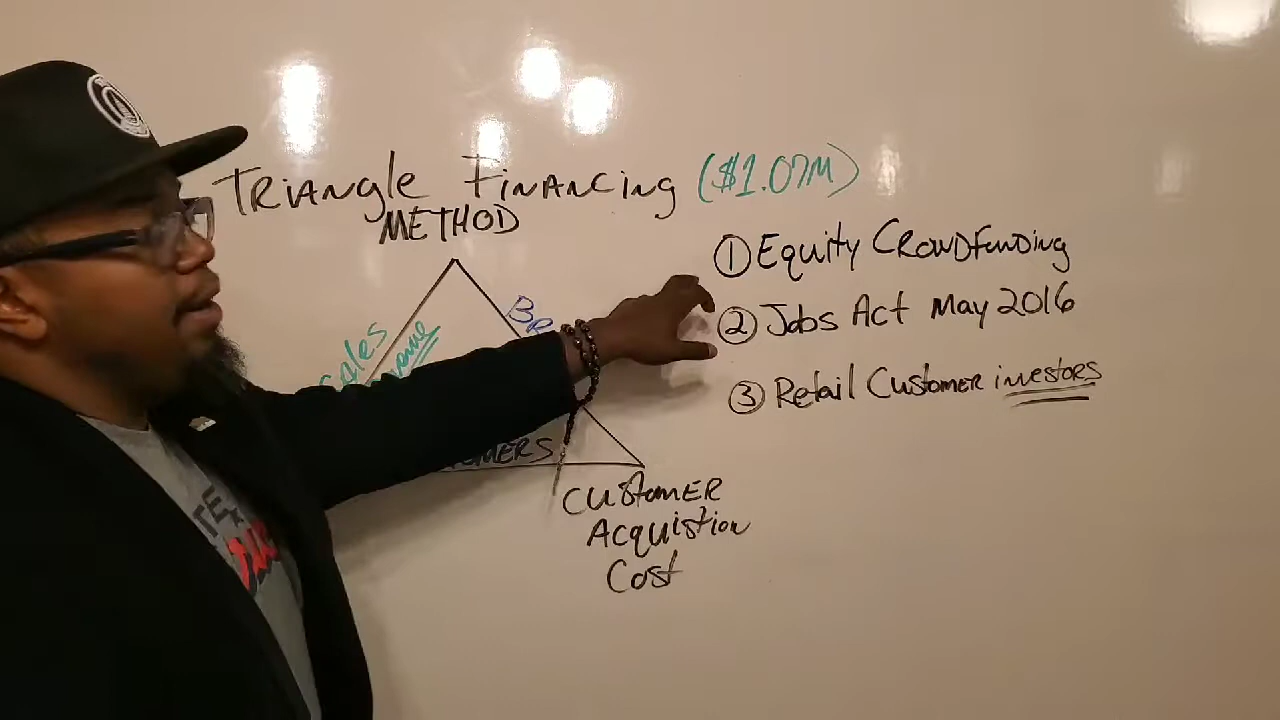 Triangle Financing ($1.07M)
METHOD
① Equity Crowdfunding
② Jobs Act May 2016
③ Retail Customer investors
Sales
Customer
Acquistion
Cost